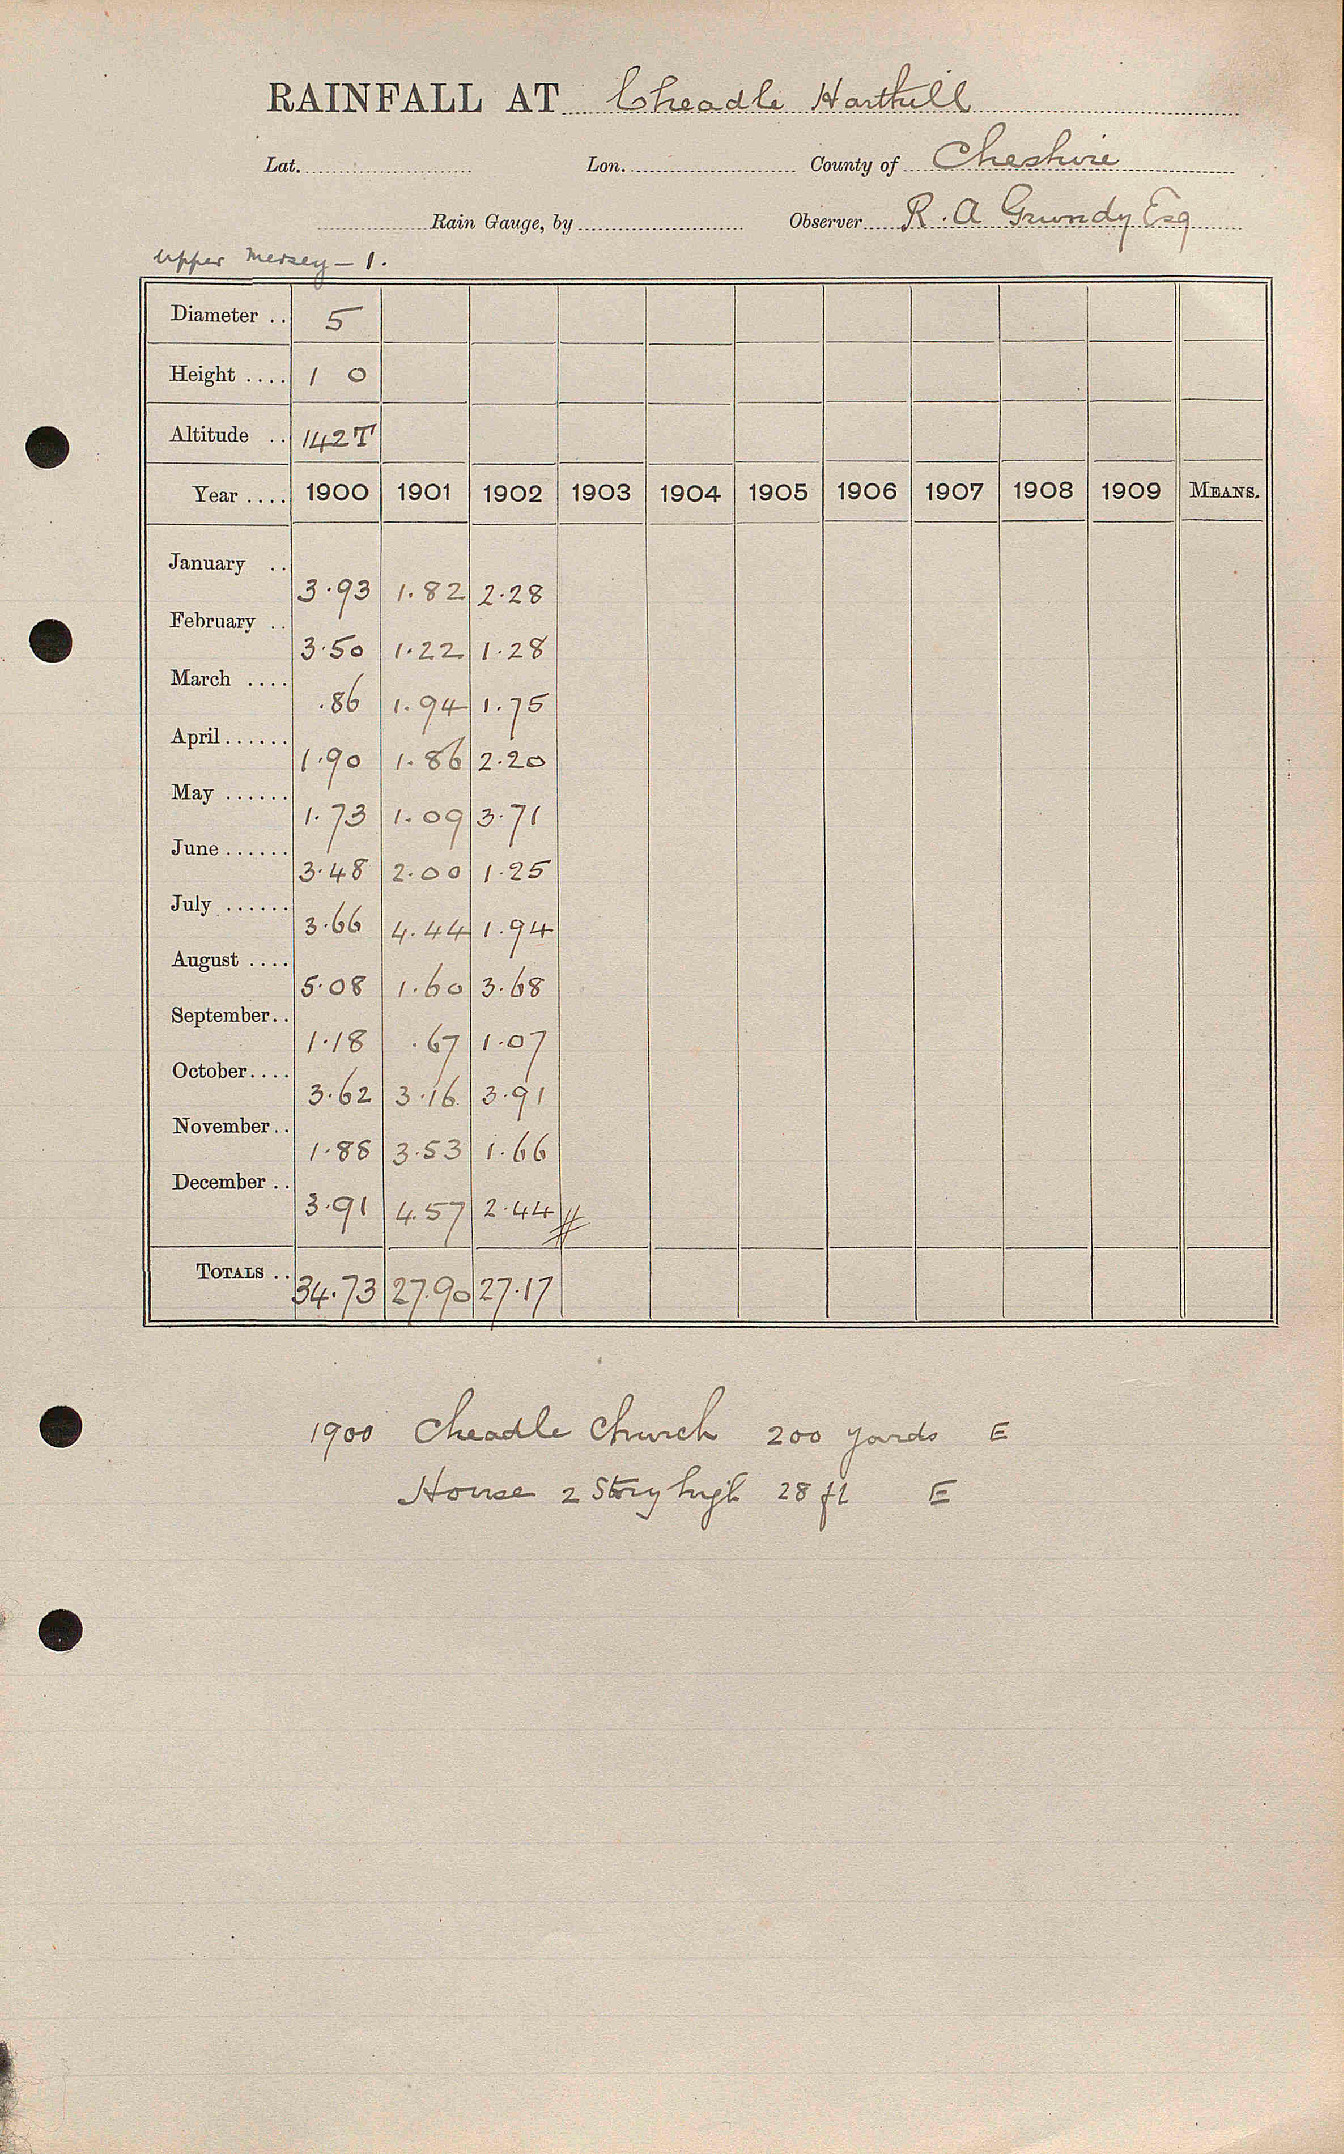 RAINFALL AT Cheadle Harthill
Lat. Lon. County of Cheshire
Rain Gauge, by Observer R. A Grundy Esq
Upper Mersey – 1.
Diameter .. 5
Height .... 1 0
Altitude .. 142T
Year .... 1900 1901 1902 1903 1904 1905 1906 1907 1908 1909 MEANS.
January .. 3.93 1.82 2.28
February .. 3.50 1.22 1.28
March .... .86 1.94 1.75
April ...... 1.90 1.86 2.20
May ...... 1.73 1.09 3.71
June ...... 3.48 2.00 1.25
July ...... 3.66 4.44 1.94
August .... 5.08 1.60 3.68
September.. 1.18 .67 1.07
October.... 3.62 3.16 3.91
November.. 1.88 3.53 1.66
December .. 3.91 4.57 2.44 #
TOTALS .. 34.73 27.90 27.17
1900 Cheadle Church 200 yards E
House 2 Story high 28 ft E